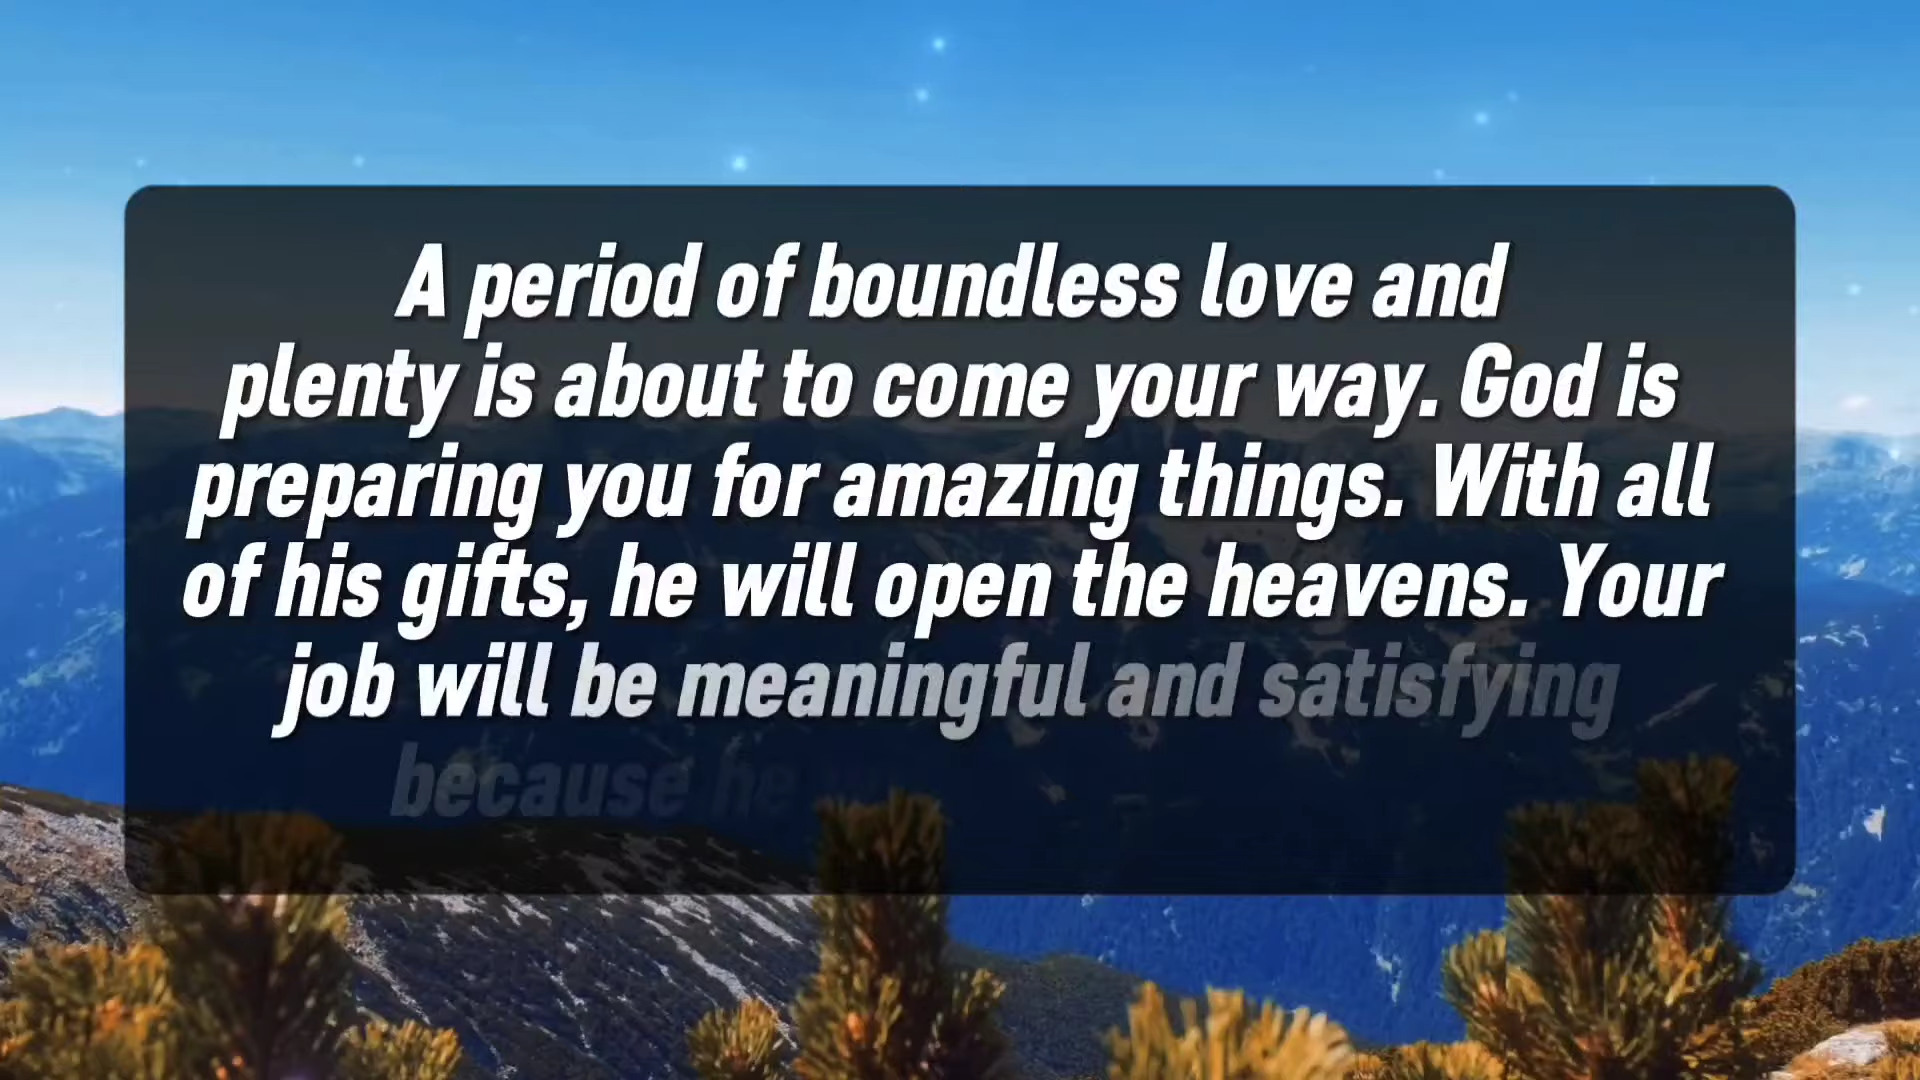 A period of boundless love and
plenty is about to come your way. God is
preparing you for amazing things. With all
of his gifts, he will open the heavens. Your
job will be meaningful and satisfying
because he